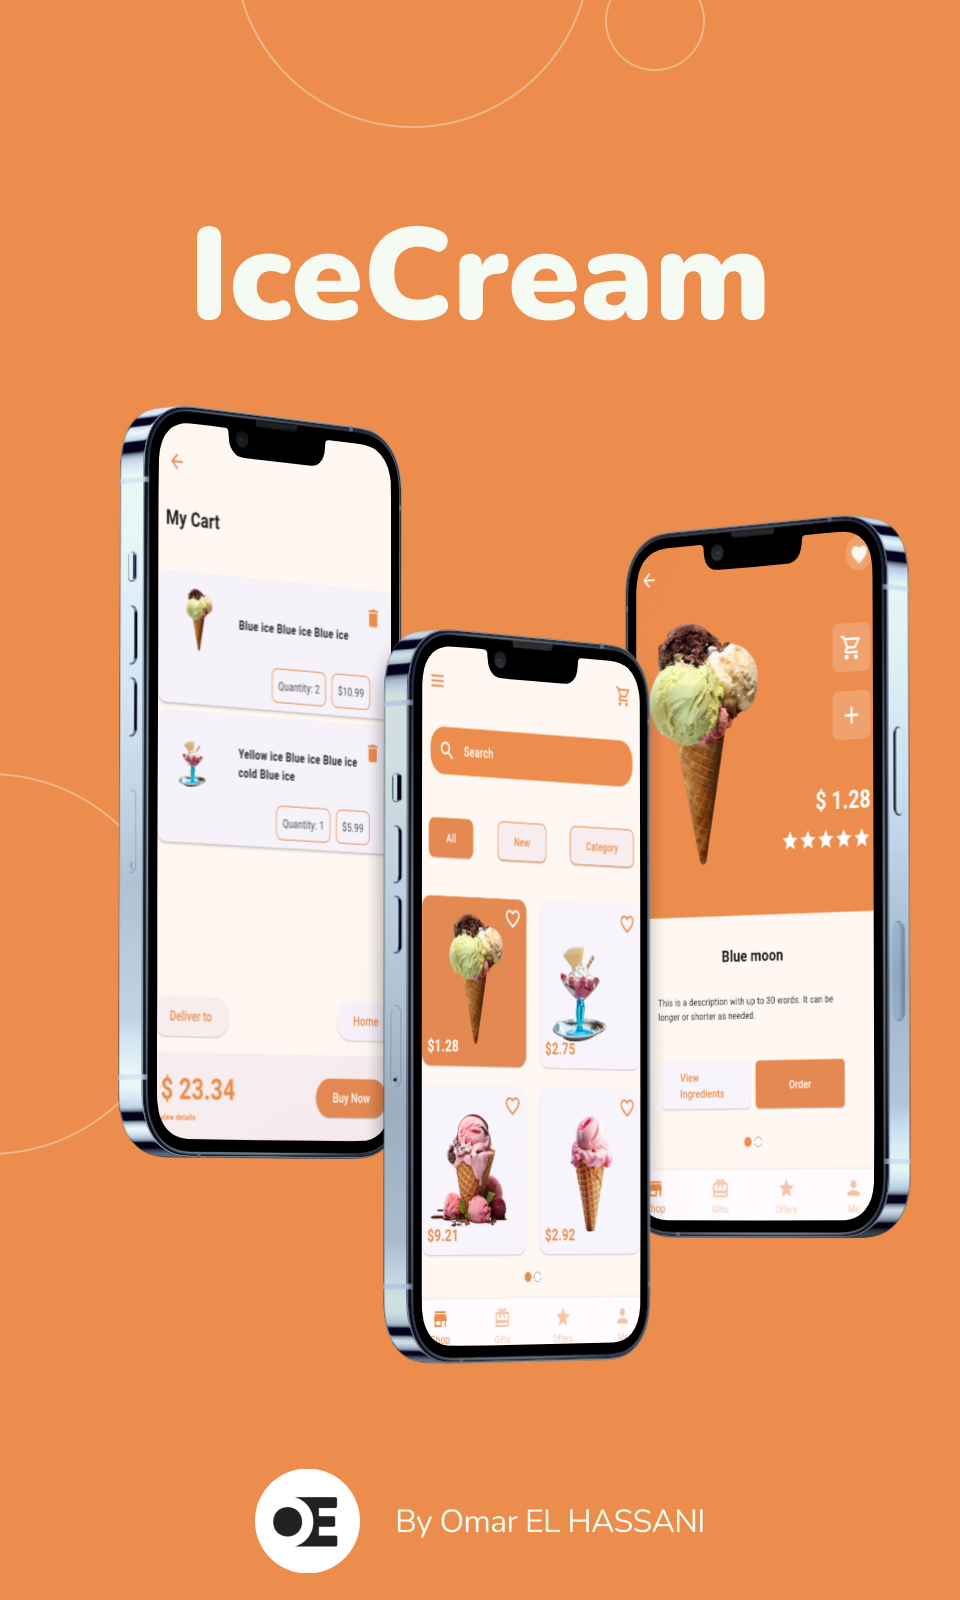 IceCream
My Cart
Blue ice Blue ice Blue ice
Quantity: 2
$10.99
Yellow ice Blue ice Blue ice
cold Blue ice
Quantity: 1
$5.99
Deliver to
Home
$ 23.34
view details
Buy Now
Search
All
New
Category
$1.28
$2.75
$9.21
$2.92
Shop
Gifts
Offers
$ 1.28
Blue moon
This is a description with up to 30 words. It can be
longer or shorter as needed.
View
Ingredients
Order
hop
Gifts
Offers
Me
OE
By Omar EL HASSANI